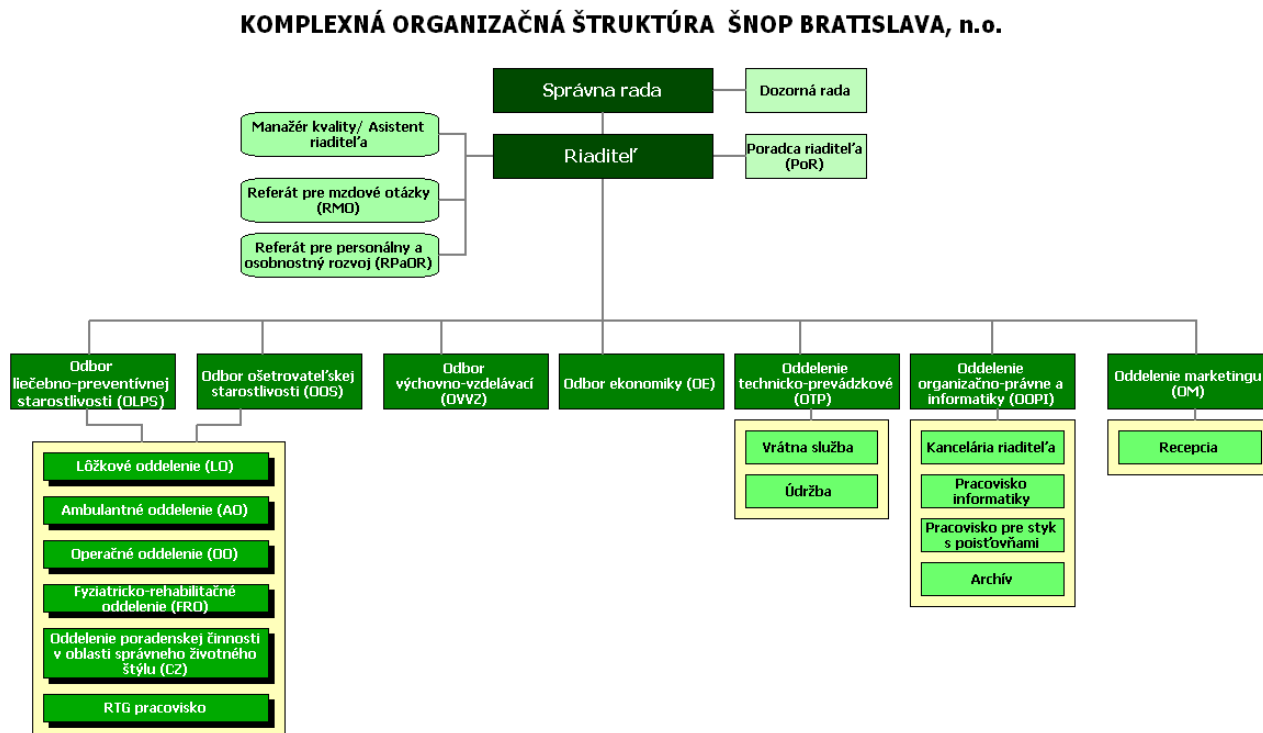 KOMPLEXNÁ ORGANIZAČNÁ ŠTRUKTÚRA ŠNOP BRATISLAVA, n.o.
Správna rada
Dozorná rada
Manažér kvality/ Asistent
riaditeľa
Riaditeľ
Poradca riaditeľa
(PoR)
Referát pre mzdové otázky
(RMO)
Referát pre personálny a
osobnostný rozvoj (RPaOR)
Odbor
liečebno-preventívnej
starostlivosti (OLPS)
Odbor ošetrovateľskej
starostlivosti (OOS)
Odbor
výchovno-vzdelávací
(OVVZ)
Odbor ekonomiky (OE)
Oddelenie
technicko-prevádzkové
(OTP)
Oddelenie
organizačno-právne a
informatiky (OOPI)
Oddelenie marketingu
(OM)
Lôžkové oddelenie (LO)
Ambulantné oddelenie (AO)
Operačné oddelenie (OO)
Fyziatricko-rehabilitačné
oddelenie (FRO)
Oddelenie poradenskej činnosti
v oblasti správneho životného
štýlu (CZ)
RTG pracovisko
Vrátna služba
Údržba
Kancelária riaditeľa
Pracovisko
informatiky
Pracovisko pre styk
s poisťovňami
Archív
Recepcia